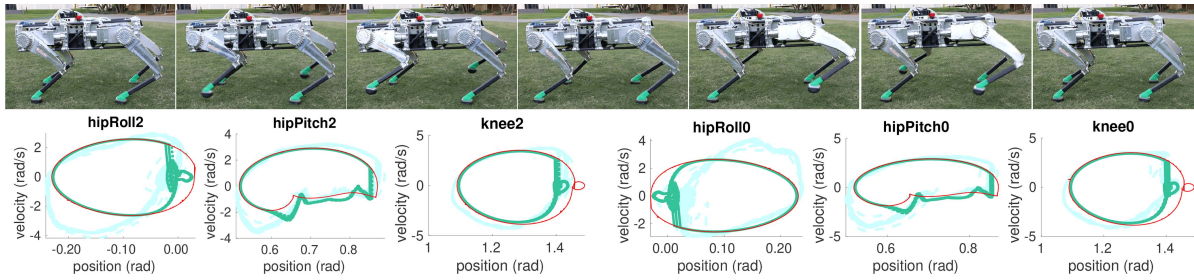 hipRoll2
velocity (rad/s)
2
0
-2
-4
-0.20
-0.10
0.00
position (rad)
hipPitch2
velocity (rad/s)
4
2
0
-2
-4
0.6
0.7
0.8
position (rad)
knee2
velocity (rad/s)
5
0
-5
1
1.2
1.4
position (rad)
hipRoll0
velocity (rad/s)
4
2
0
-2
0.00
0.10
0.20
position (rad)
hipPitch0
velocity (rad/s)
5
0
-5
0.6
0.8
position (rad)
knee0
velocity (rad/s)
5
0
-5
1
1.2
1.4
position (rad)